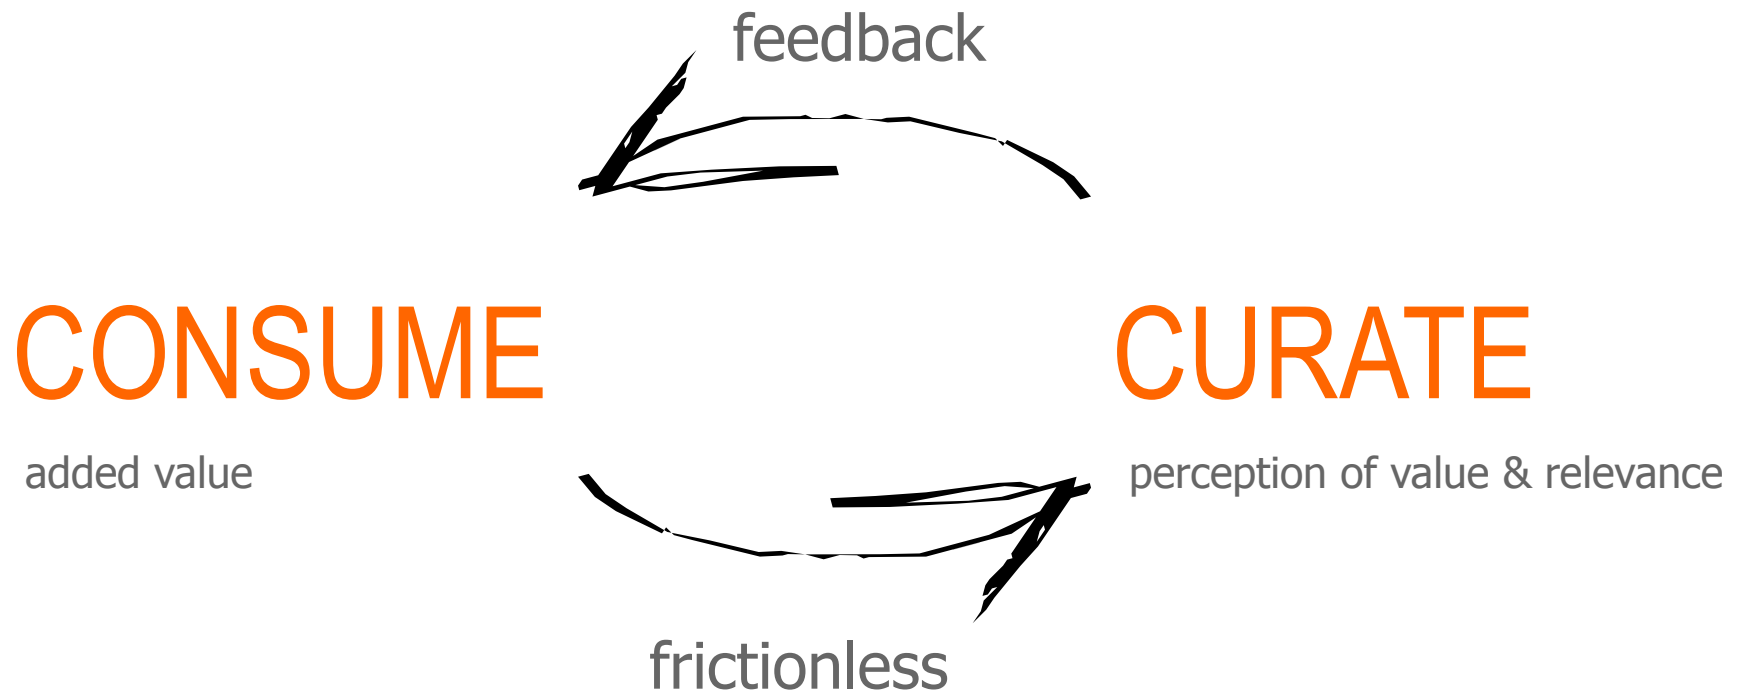 feedback
CONSUME
CURATE
added value
perception of value & relevance
frictionless